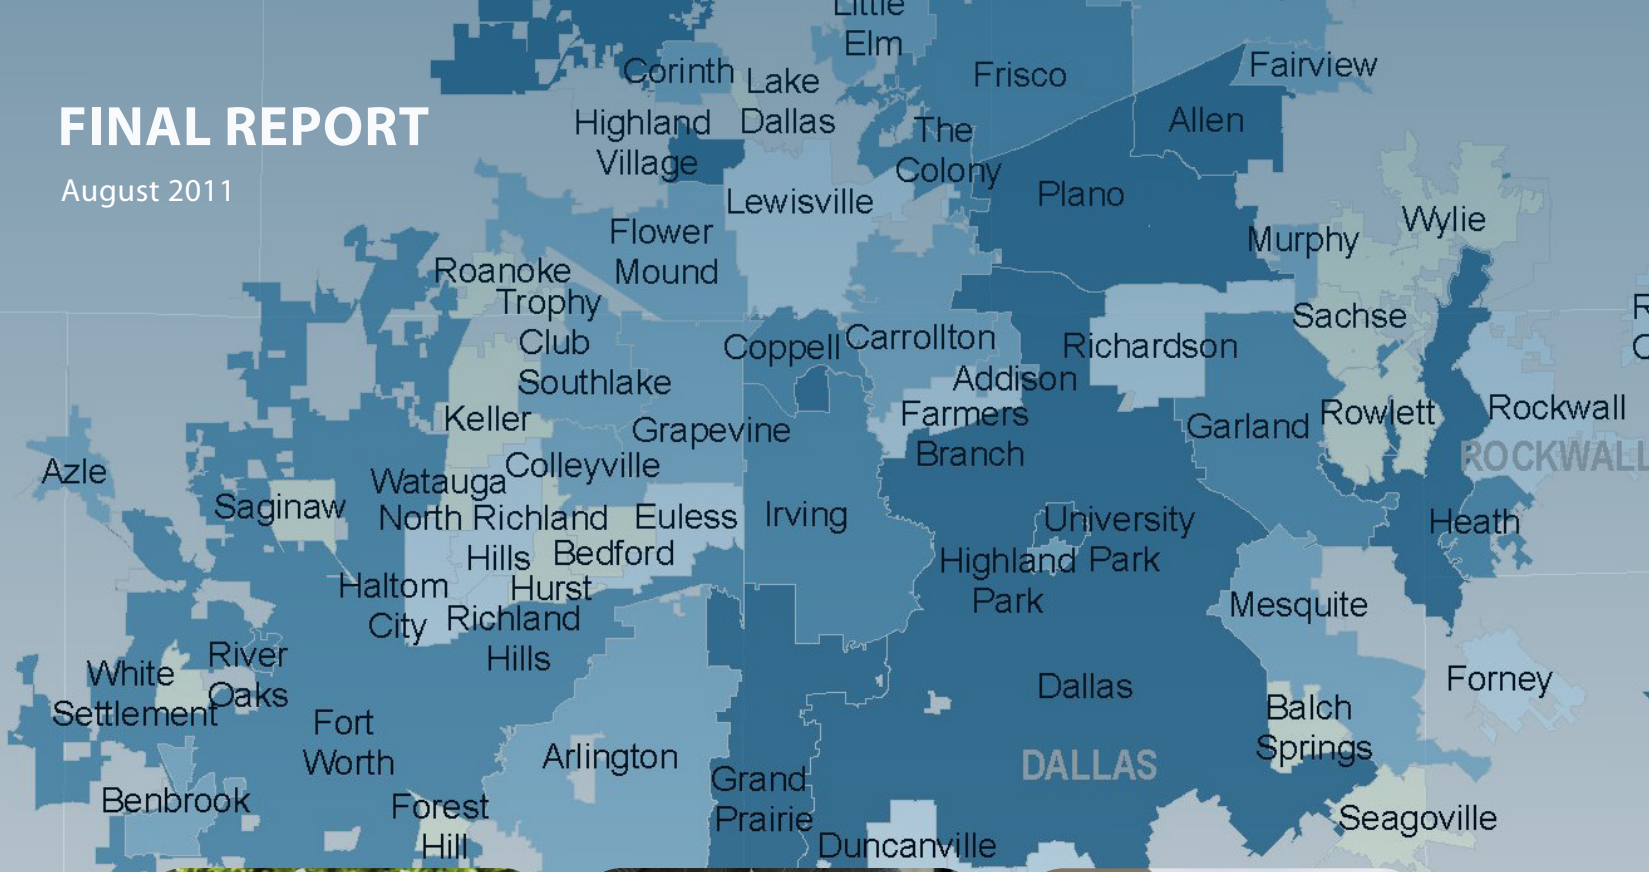 Little
Elm
Corinth
Lake
Dallas
Frisco
Fairview
FINAL REPORT
Highland
Village
The
Colony
Allen
August 2011
Lewisville
Plano
Wylie
Flower
Mound
Murphy
Roanoke
Trophy
Club
Southlake
Coppell
Carrollton
Richardson
Sachse
Addison
Keller
Grapevine
Farmers
Branch
Garland
Rowlett
Rockwall
ROCKWALL
Azle
Watauga
Colleyville
Saginaw
North Richland
Hills
Euless
Irving
University
Park
Heath
Bedford
Highland
Park
Haltom
City
Hurst
Richland
Hills
Mesquite
White
Settlement
River
Oaks
Dallas
Forney
Fort
Worth
Arlington
DALLAS
Balch
Springs
Grand
Prairie
Benbrook
Forest
Hill
Duncanville
Seagoville